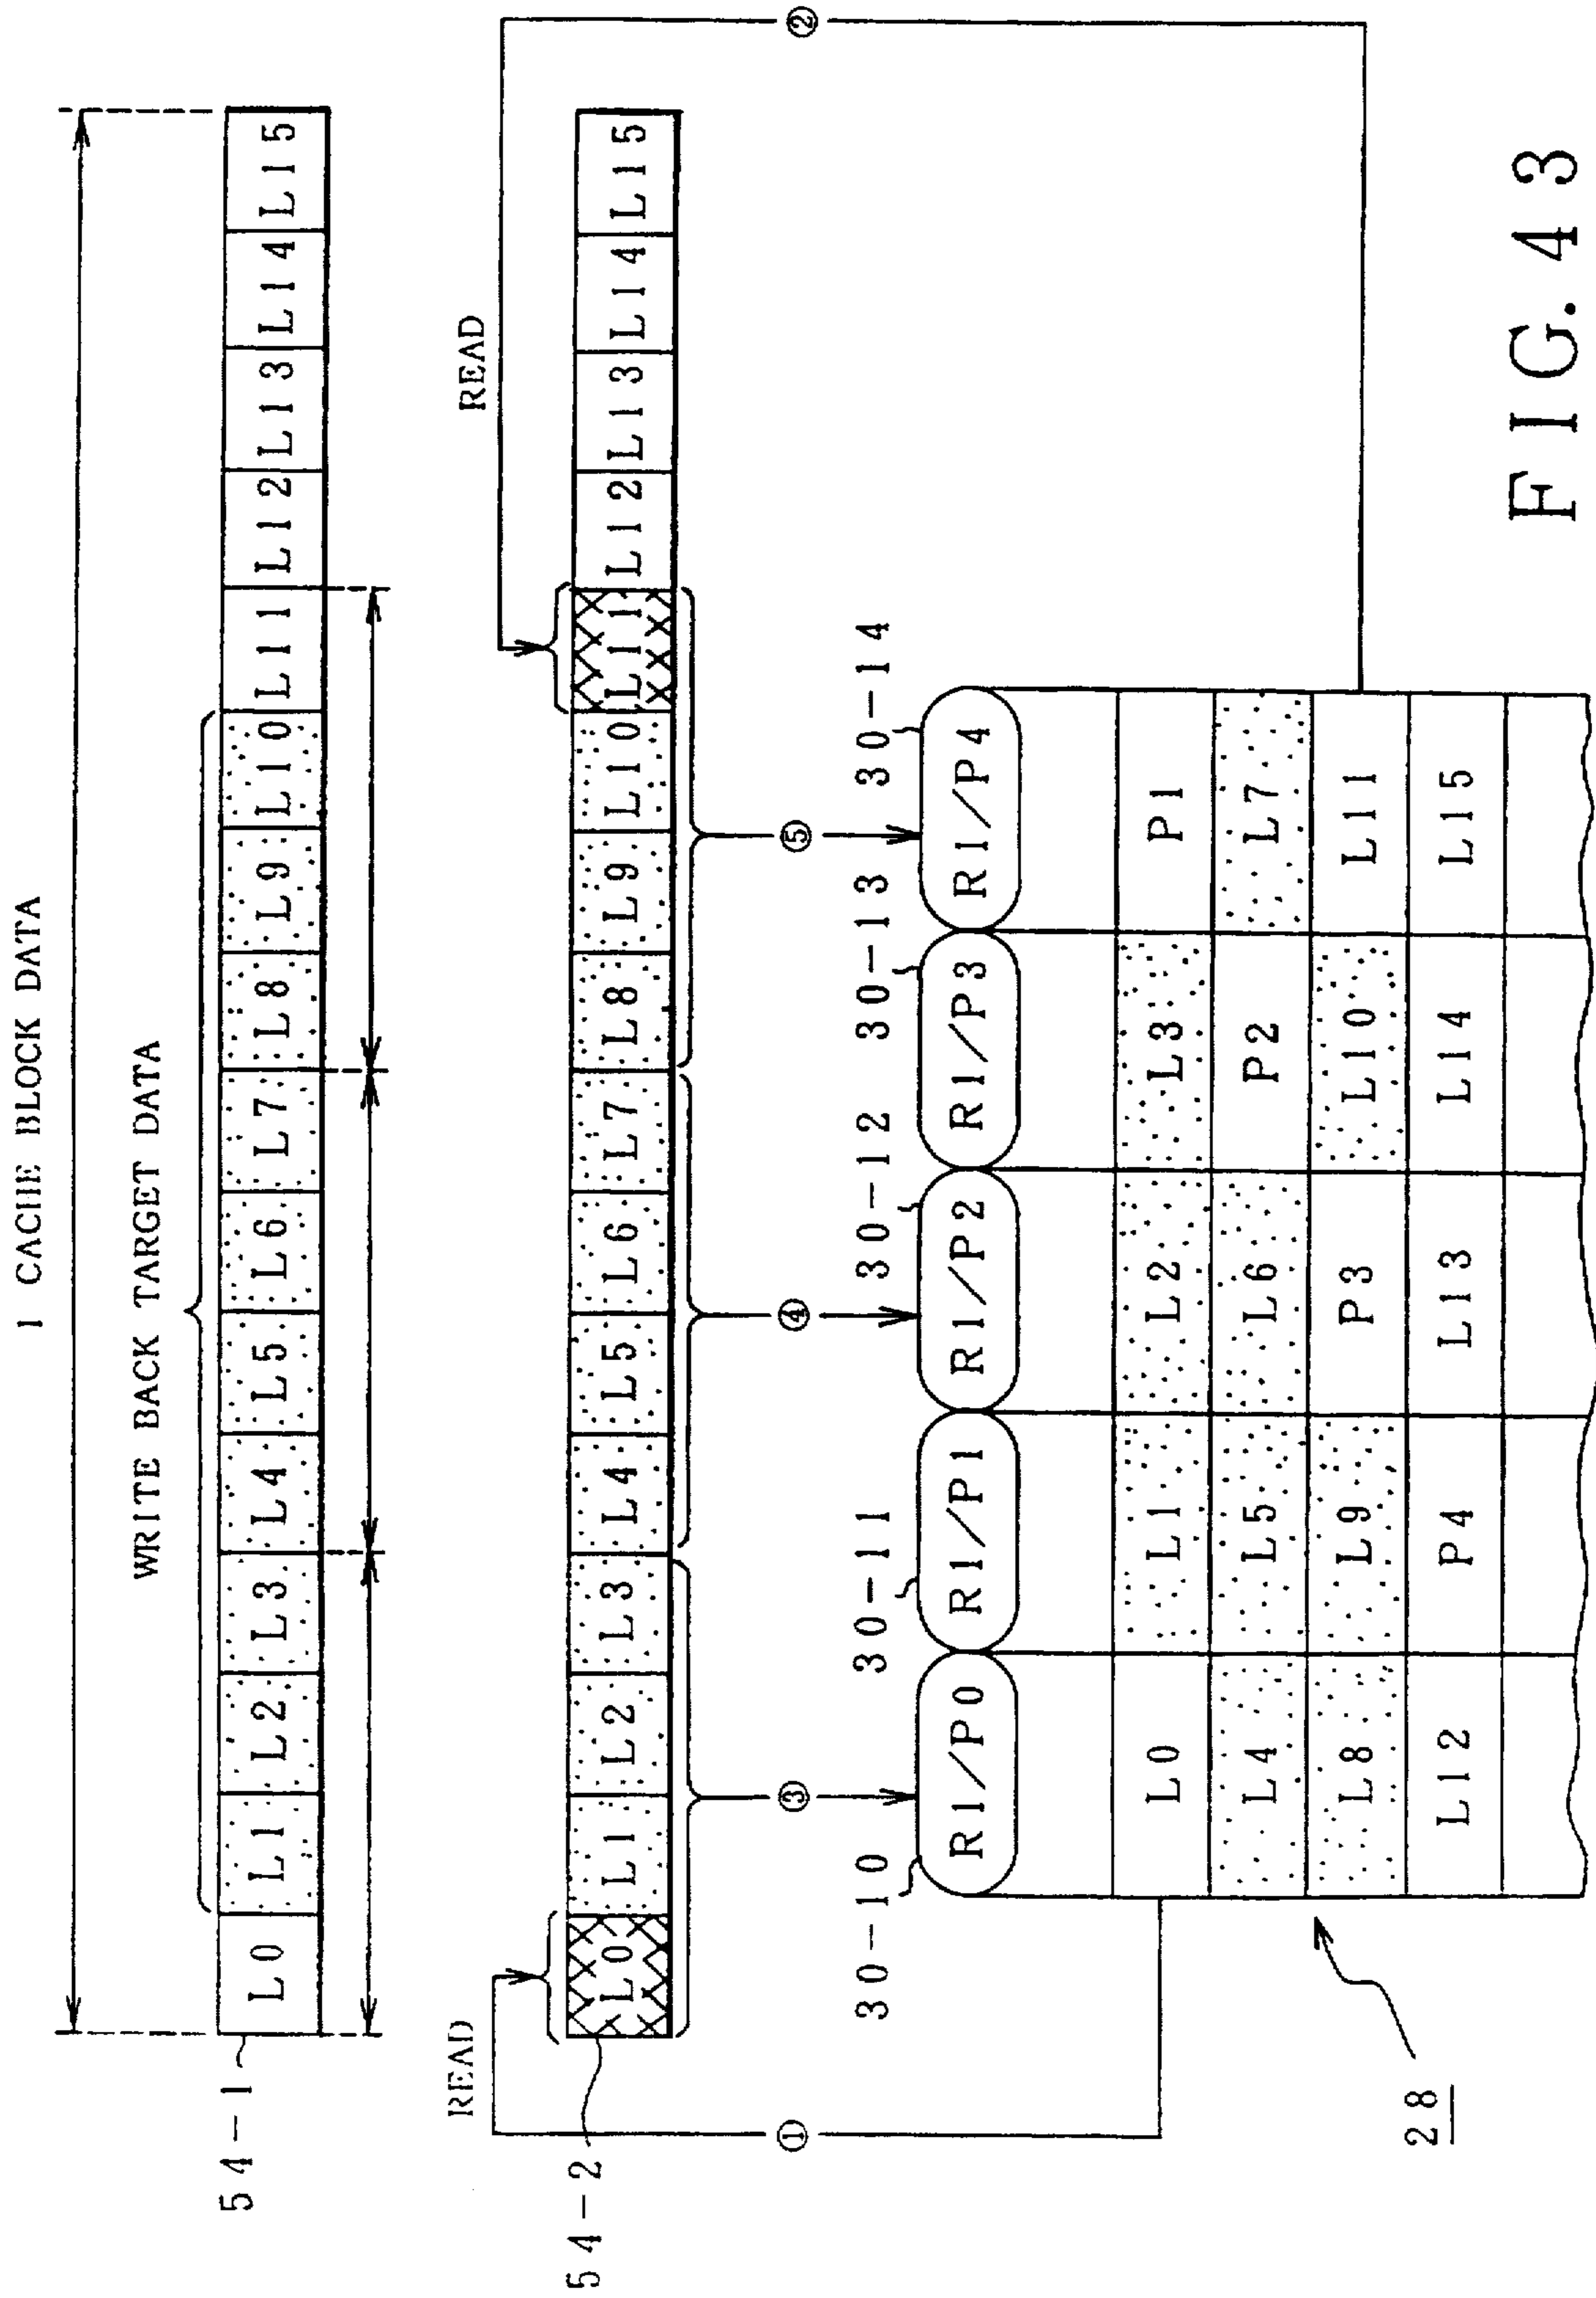 1 CACHE BLOCK DATA
WRITE BACK TARGET DATA
54-1
L0 L1 L2 L3 L4 L5 L6 L7 L8 L9 L10 L11 L12 L13 L14 L15
READ
READ
54-2
L0 L1 L2 L3 L4 L5 L6 L7 L8 L9 L10 L11 L12 L13 L14 L15
① ③ ④ ⑤ ②
30-10 30-11 30-12 30-13 30-14
R1/P0 R1/P1 R1/P2 R1/P3 R1/P4
L0 L1 L2 L3 P1
L4 L5 L6 P2 L7
L8 L9 P3 L10 L11
L12 P4 L13 L14 L15
28
FIG. 43